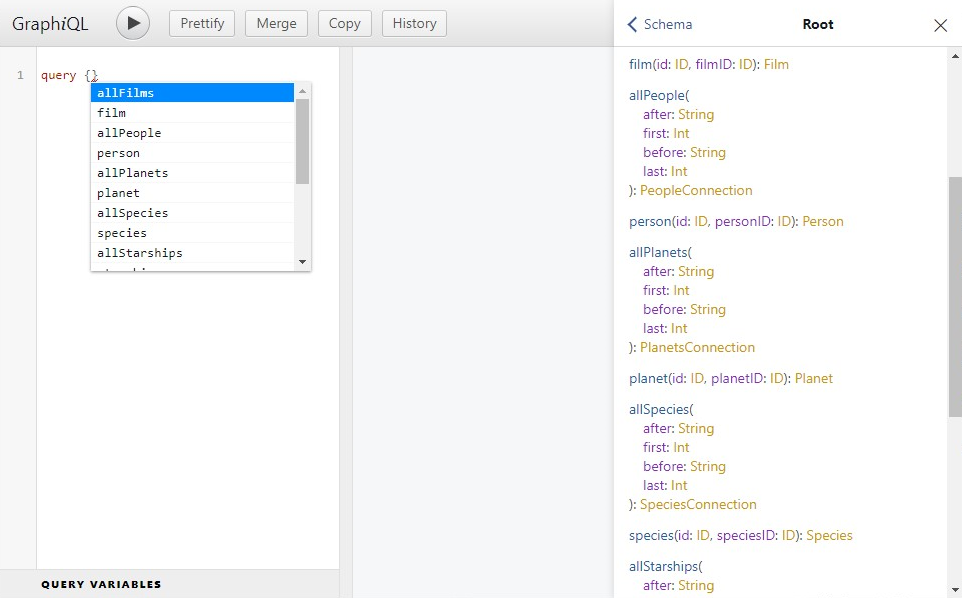 GraphiQL
Prettify
Merge
Copy
History
1
query {}
allFilms
film
allPeople
person
allPlanets
planet
allSpecies
species
allStarships
QUERY VARIABLES
Schema
Root
film(id: ID, filmID: ID): Film
allPeople(
after: String
first: Int
before: String
last: Int
): PeopleConnection
person(id: ID, personID: ID): Person
allPlanets(
after: String
first: Int
before: String
last: Int
): PlanetsConnection
planet(id: ID, planetID: ID): Planet
allSpecies(
after: String
first: Int
before: String
last: Int
): SpeciesConnection
species(id: ID, speciesID: ID): Species
allStarships(
after: String